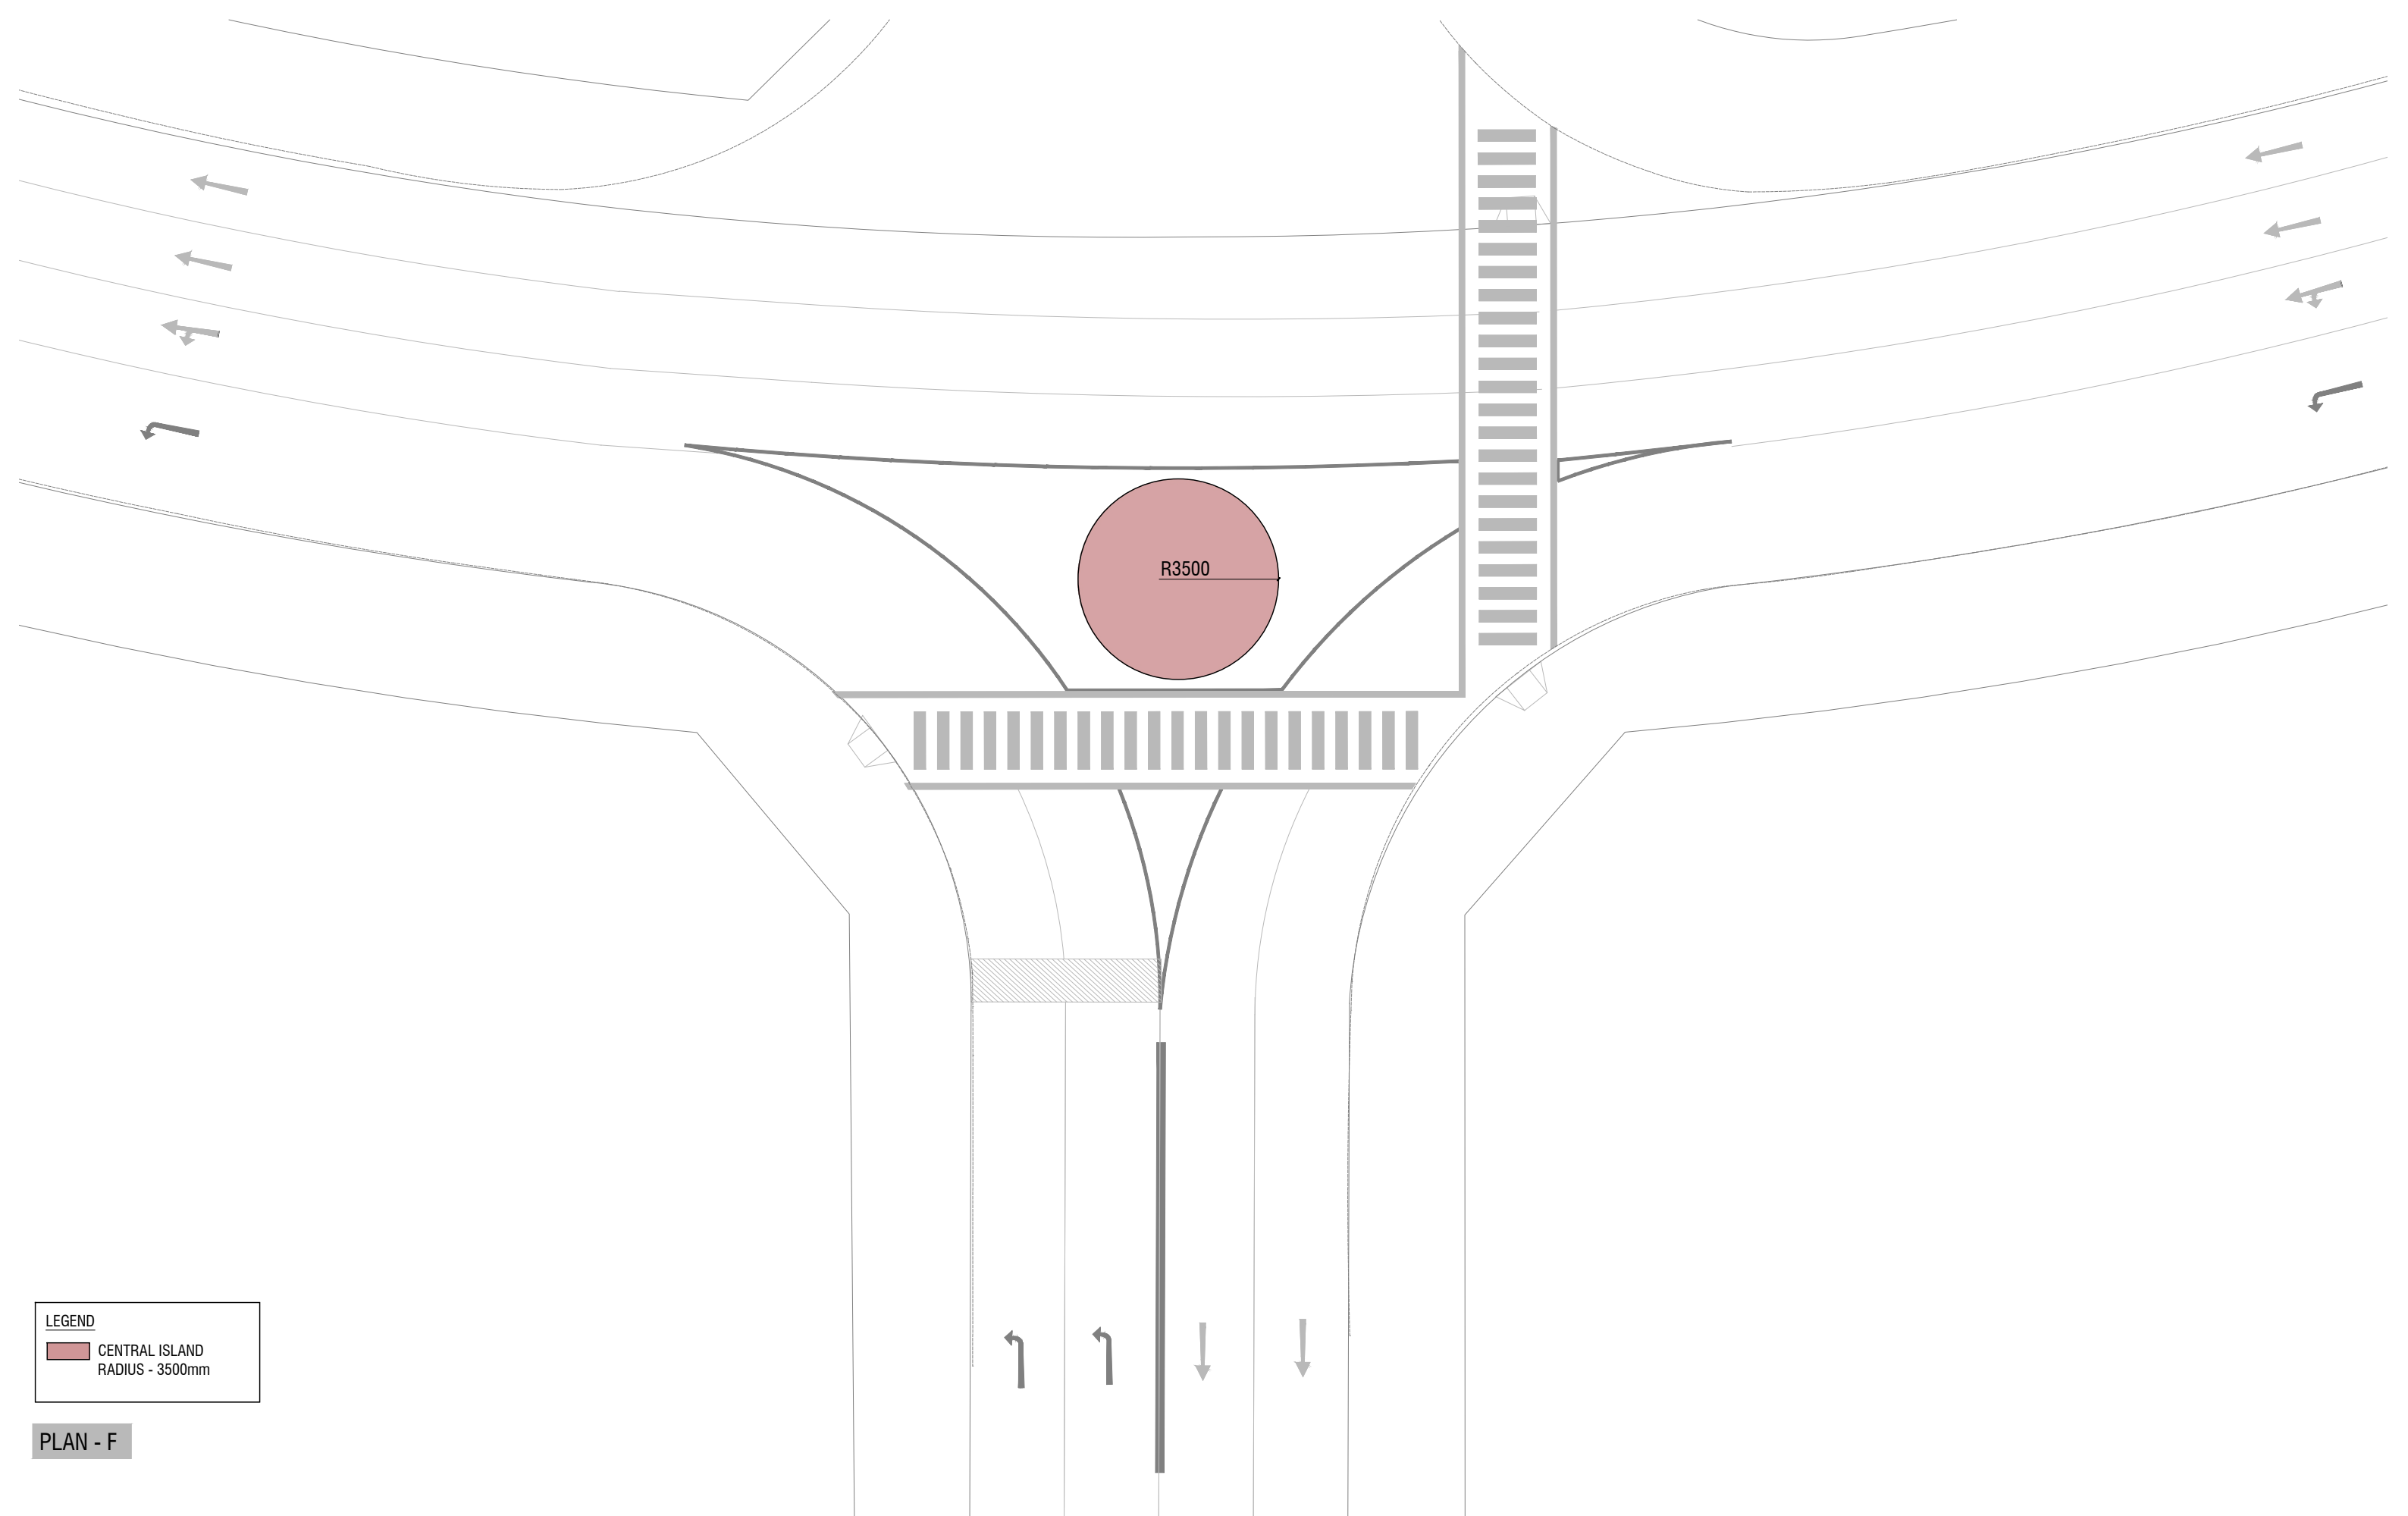 R3500
LEGEND
CENTRAL ISLAND
RADIUS - 3500mm
PLAN - F